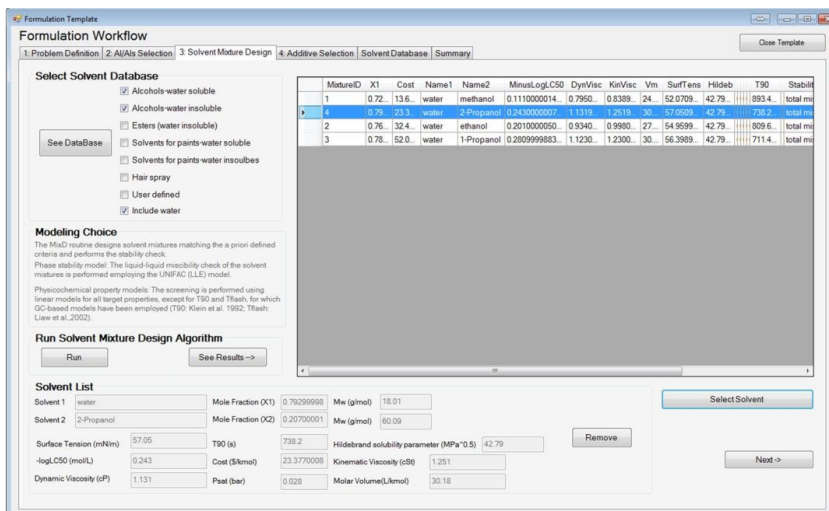 Formulation Template
Formulation Workflow
Close Template
1: Problem Definition 2: AI/AIs Selection 3: Solvent Mixture Design 4: Additive Selection Solvent Database Summary
Select Solvent Database
Alcohols-water soluble
Alcohols-water insoluble
Esters (water insoluble)
See DataBase
Solvents for paints-water soluble
Solvents for paints-water insoulbes
Hair spray
User defined
Include water
MixtureID X1 Cost Name1 Name2 MinusLogLC50 DynVisc KinVisc Vm SurfTens Hildeb T90 Stabilit
1 0.72... 13.6... water methanol 0.1110000014... 0.7950... 0.8389... 24.... 52.0709... 42.79... 893.4... total mi
4 0.79... 23.3... water 2-Propanol 0.2430000007... 1.1319... 1.2519... 30.... 57.0509... 42.79... 738.2... total mi
2 0.76... 32.4... water ethanol 0.2010000050... 0.9340... 0.9980... 27.... 54.9599... 42.79... 809.6... total mi
3 0.78... 52.0... water 1-Propanol 0.2809999883... 1.1230... 1.2300... 30.... 56.3989... 42.79... 711.4... total mi
Modeling Choice
The MixD routine designs solvent mixtures matching the a priori defined
criteria and performs the stability check.
Phase stability model: The liquid-liquid miscibility check of the solvent
mixtures is performed employing the UNIFAC (LLE) model.
Physicochemical property models: The screening is performed using
linear models for all target properties, except for T90 and Tflash, for which
GC-based models have been employed (T90: Klein et al. 1992; Tflash:
Liaw et al.,2002).
Run Solvent Mixture Design Algorithm
Run See Results -->
Solvent List
Solvent 1 water Mole Fraction (X1) 0.79299998 Mw (g/mol) 18.01
Select Solvent
Solvent 2 2-Propanol Mole Fraction (X2) 0.20700001 Mw (g/mol) 60.09
Surface Tension (mN/m) 57.05 T90 (s) 738.2 Hildebrand solubility parameter (MPa^0.5) 42.79 Remove
-logLC50 (mol/L) 0.243 Cost ($/kmol) 23.3770008 Kinematic Viscosity (cSt) 1.251 Next ->
Dynamic Viscosity (cP) 1.131 Psat (bar) 0.028 Molar Volume(L/kmol) 30.18